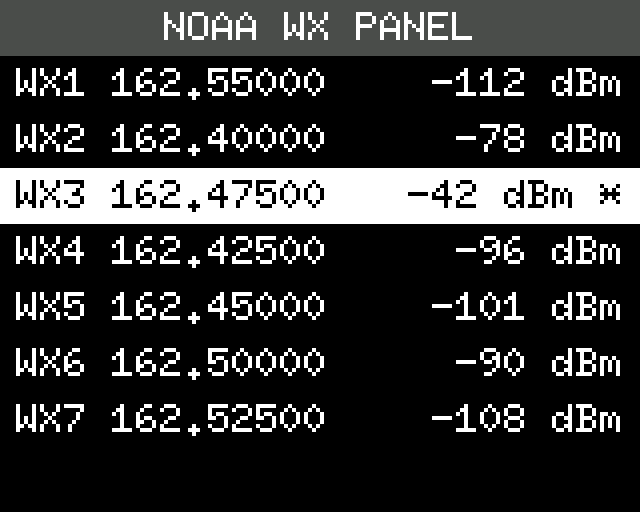 NOAA WX PANEL
WX1 162.55000 -112 dBm
WX2 162.40000 -78 dBm
WX3 162.47500 -42 dBm *
WX4 162.42500 -96 dBm
WX5 162.45000 -101 dBm
WX6 162.50000 -90 dBm
WX7 162.52500 -108 dBm